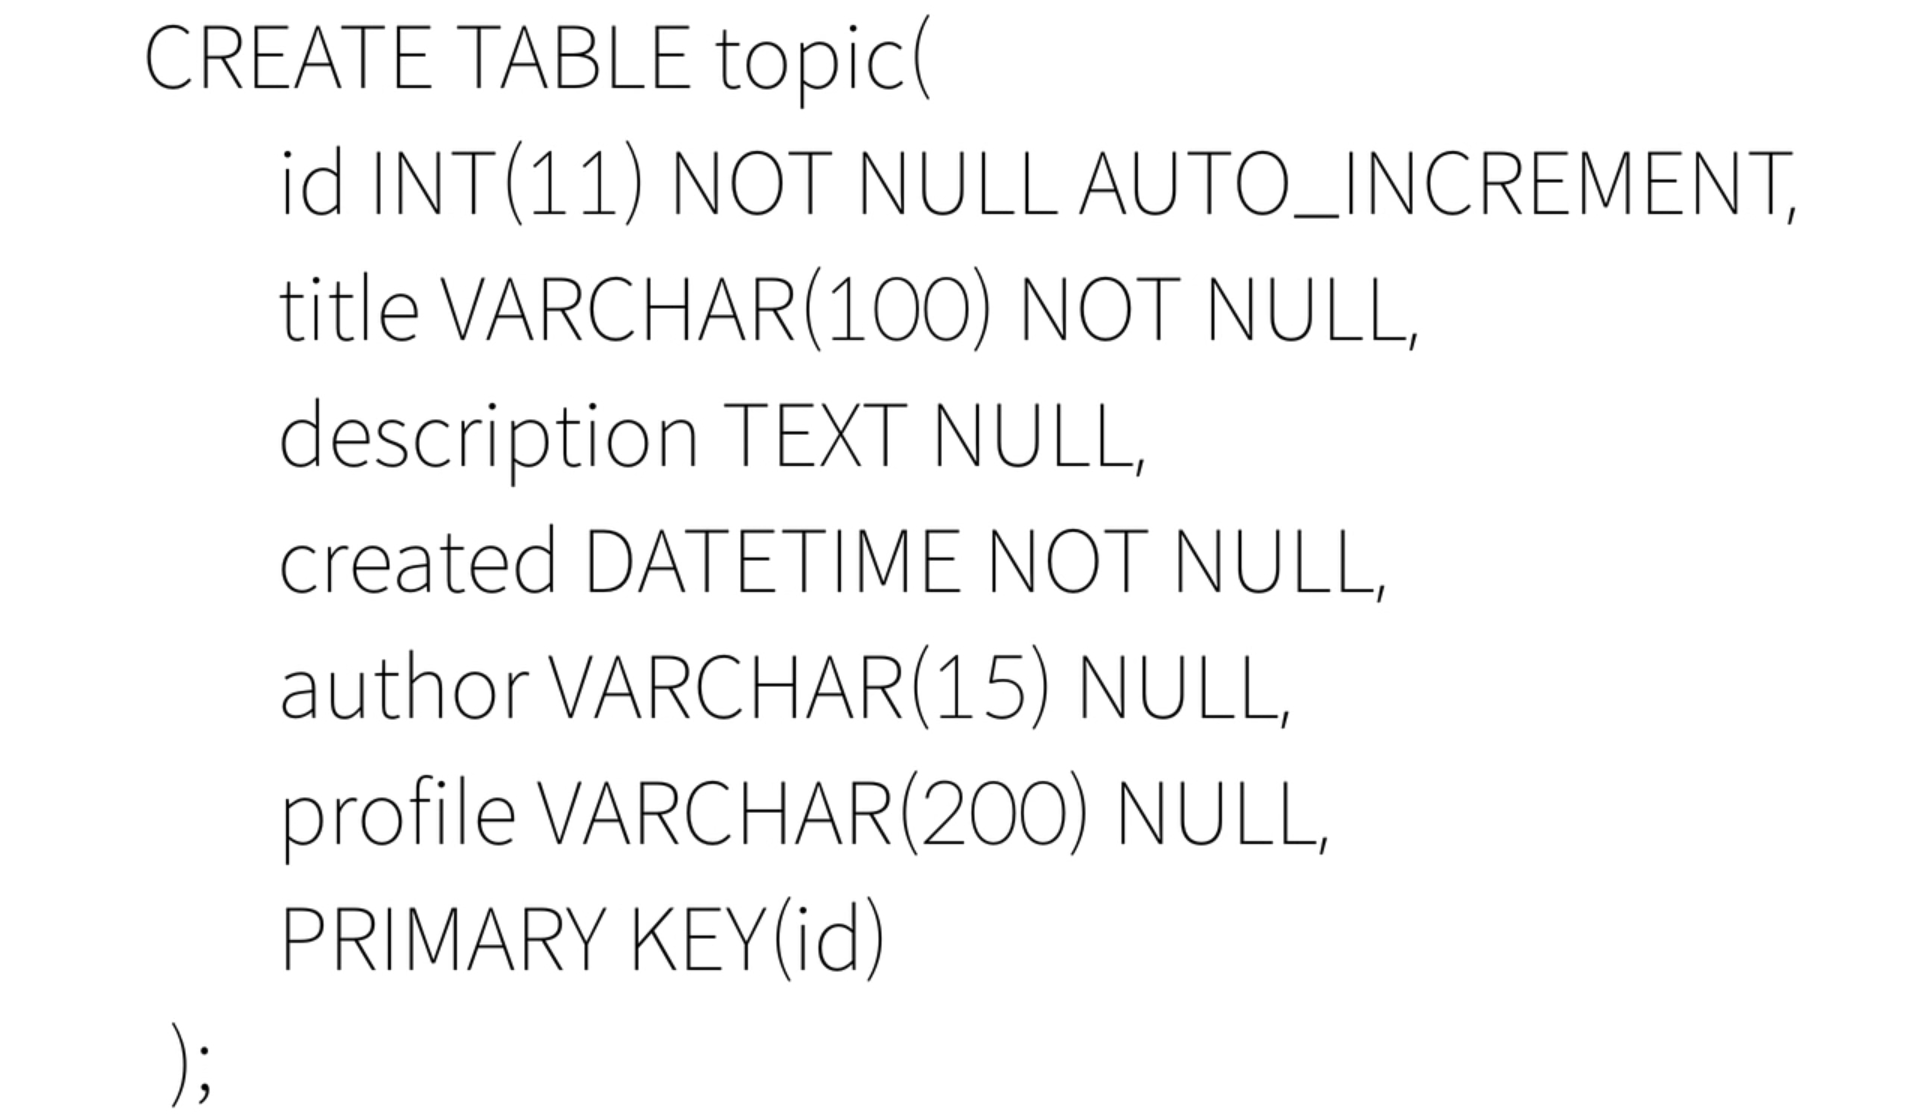 CREATE TABLE topic(
id INT(11) NOT NULL AUTO_INCREMENT,
title VARCHAR(100) NOT NULL,
description TEXT NULL,
created DATETIME NOT NULL,
author VARCHAR(15) NULL,
profile VARCHAR(200) NULL,
PRIMARY KEY(id)
);